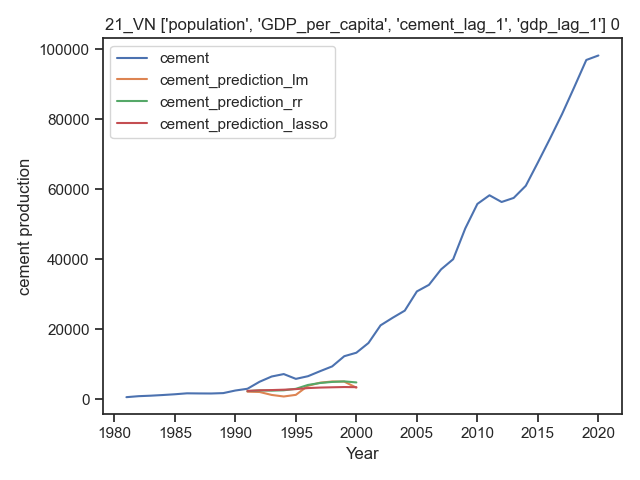 21_VN ['population', 'GDP_per_capita', 'cement_lag_1', 'gdp_lag_1'] 0
100000
80000
60000
40000
20000
0
cement production
cement
cement_prediction_lm
cement_prediction_rr
cement_prediction_lasso
1980 1985 1990 1995 2000 2005 2010 2015 2020
Year